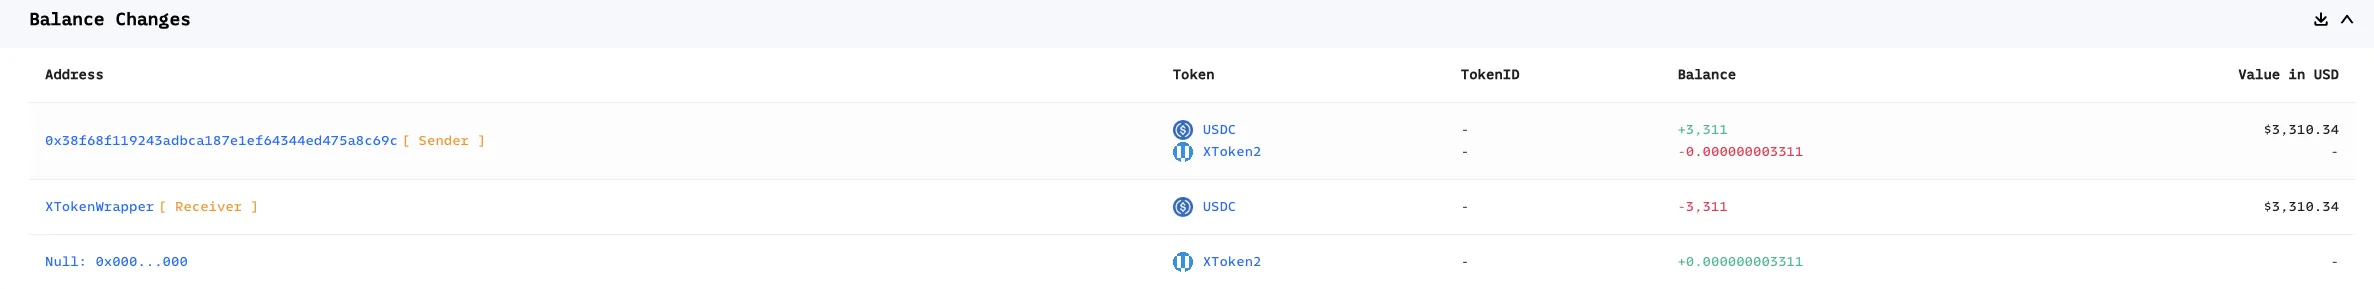 Balance Changes
Address Token TokenID Balance Value in USD
0x38f68f119243adbca187e1ef64344ed475a8c69c [ Sender ] USDC - +3,311 $3,310.34
XToken2 - -0.000000003311 -
XTokenWrapper [ Receiver ] USDC - -3,311 $3,310.34
Null: 0x000...000 XToken2 - +0.000000003311 -